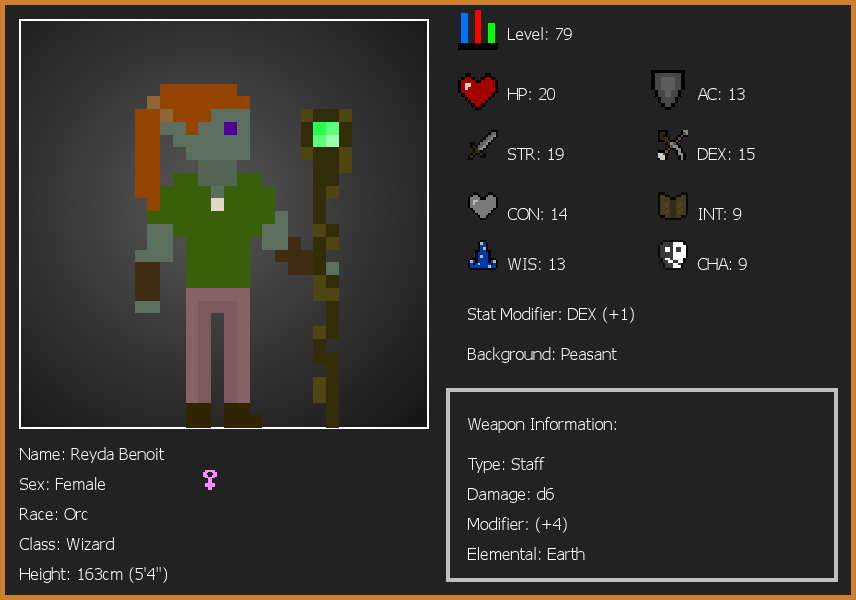 Level: 79
HP: 20
AC: 13
STR: 19
DEX: 15
CON: 14
INT: 9
WIS: 13
CHA: 9
Stat Modifier: DEX (+1)
Background: Peasant
Weapon Information:
Type: Staff
Damage: d6
Modifier: (+4)
Elemental: Earth
Name: Reyda Benoit
Sex: Female
Race: Orc
Class: Wizard
Height: 163cm (5'4")